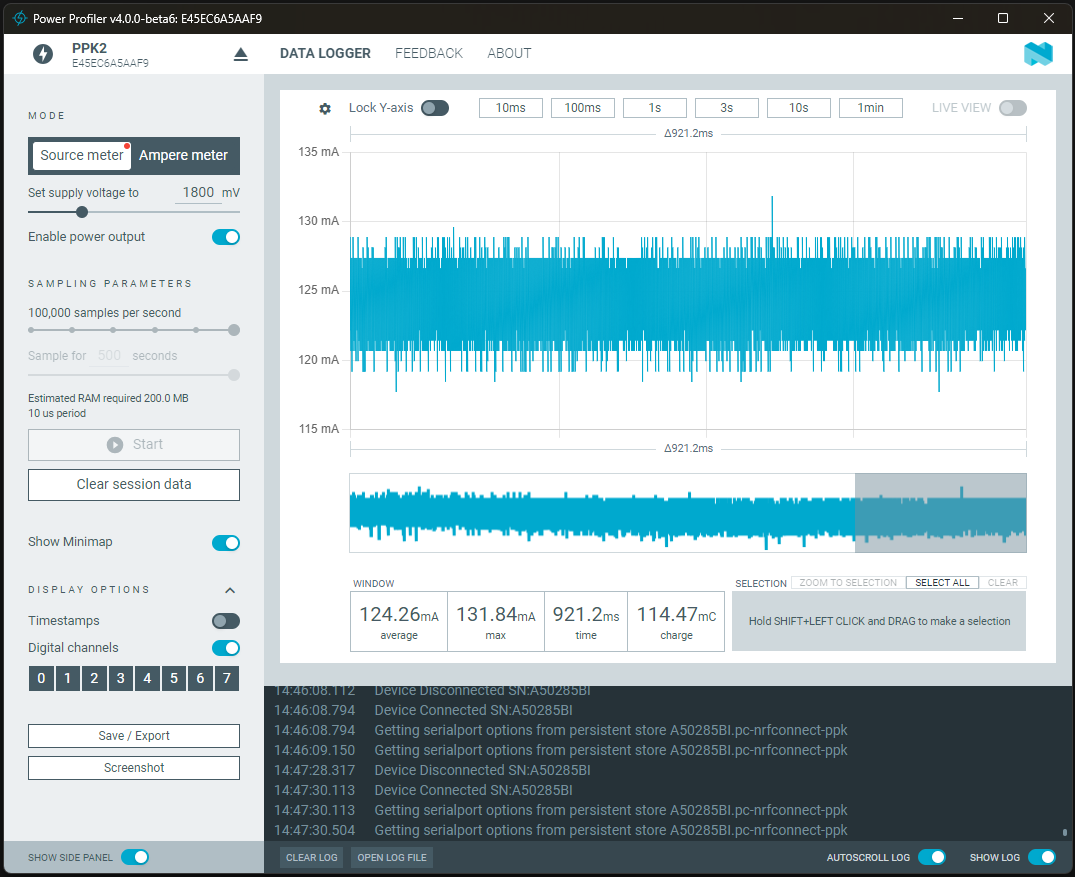 Power Profiler v4.0.0-beta6: E45EC6A5AAF9
PPK2
E45EC6A5AAF9
DATA LOGGER
FEEDBACK
ABOUT
MODE
Source meter
Ampere meter
Set supply voltage to 1800 mV
Enable power output
SAMPLING PARAMETERS
100,000 samples per second
Sample for 500 seconds
Estimated RAM required 200.0 MB
10 us period
Start
Clear session data
Show Minimap
DISPLAY OPTIONS
Timestamps
Digital channels
0 1 2 3 4 5 6 7
Save / Export
Screenshot
SHOW SIDE PANEL
Lock Y-axis
10ms
100ms
1s
3s
10s
1min
LIVE VIEW
Δ921.2ms
135 mA
130 mA
125 mA
120 mA
115 mA
Δ921.2ms
WINDOW
124.26mA
average
131.84mA
max
921.2ms
time
114.47mC
charge
SELECTION
ZOOM TO SELECTION
SELECT ALL
CLEAR
Hold SHIFT+LEFT CLICK and DRAG to make a selection
14:46:08.112 Device Disconnected SN:A50285BI
14:46:08.794 Device Connected SN:A50285BI
14:46:08.794 Getting serialport options from persistent store A50285BI.pc-nrfconnect-ppk
14:46:09.150 Getting serialport options from persistent store A50285BI.pc-nrfconnect-ppk
14:47:28.317 Device Disconnected SN:A50285BI
14:47:30.113 Device Connected SN:A50285BI
14:47:30.113 Getting serialport options from persistent store A50285BI.pc-nrfconnect-ppk
14:47:30.504 Getting serialport options from persistent store A50285BI.pc-nrfconnect-ppk
CLEAR LOG
OPEN LOG FILE
AUTOSCROLL LOG
SHOW LOG